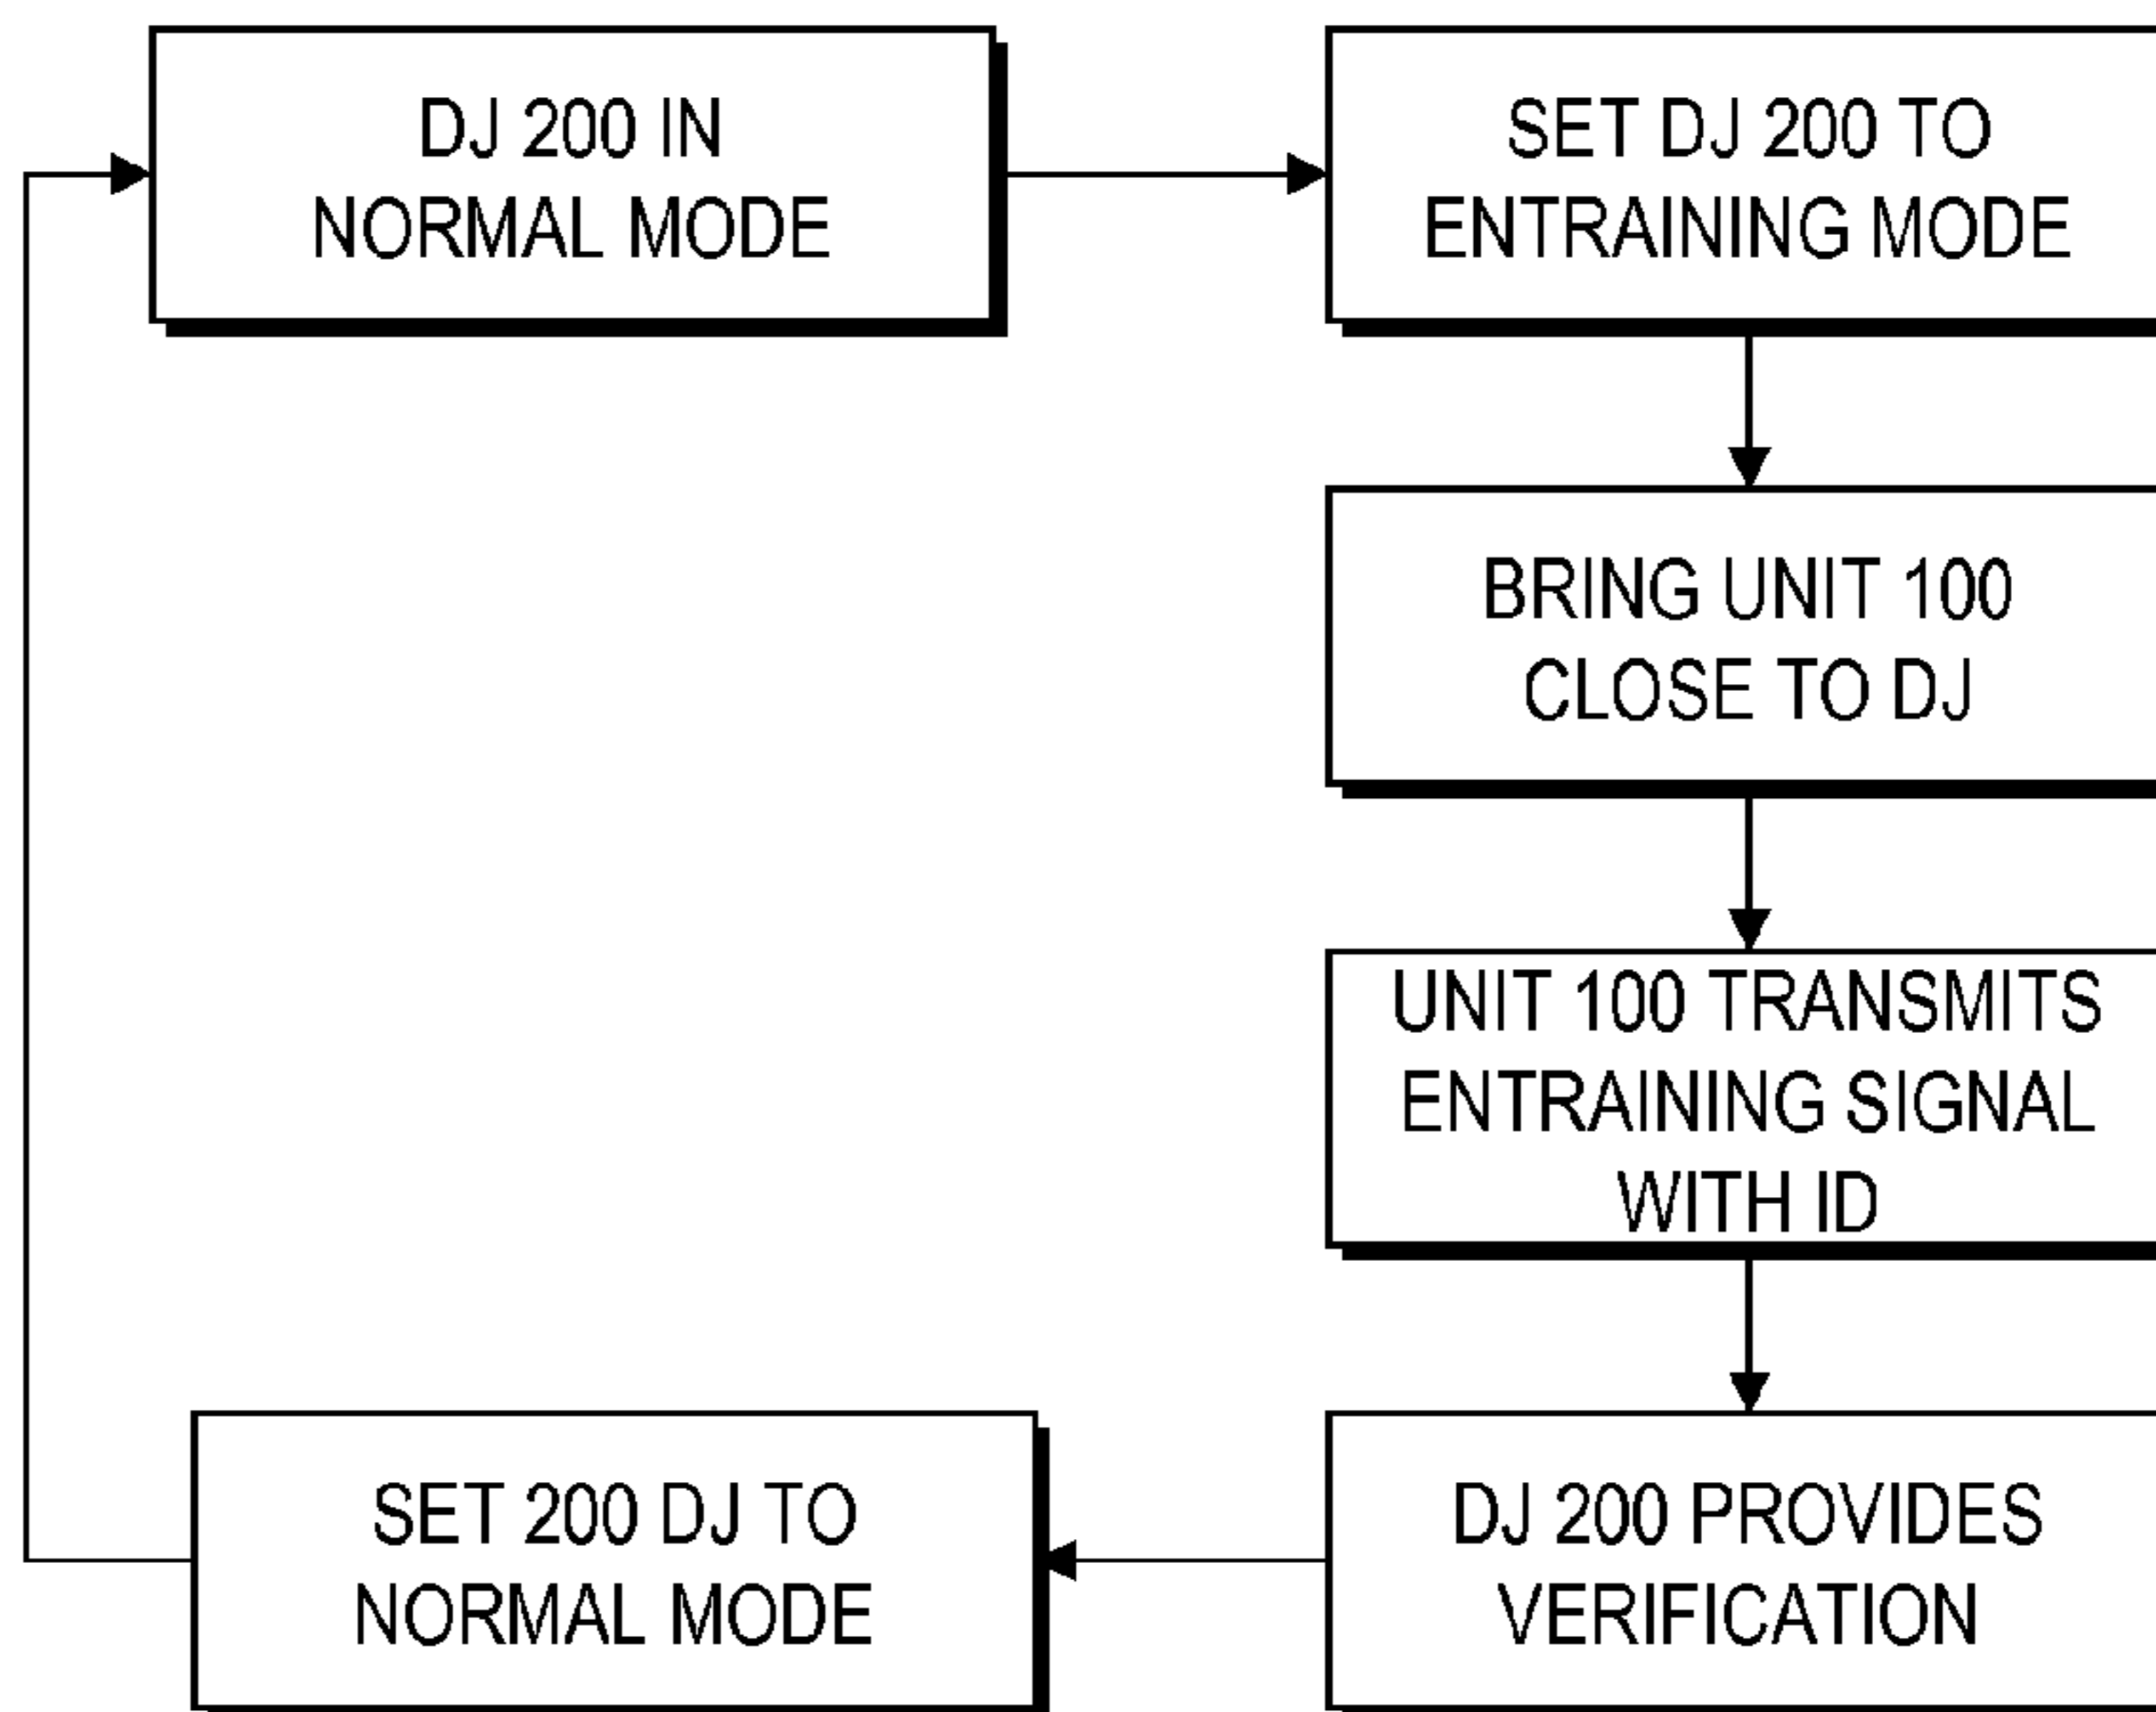 DJ 200 IN
NORMAL MODE
SET DJ 200 TO
ENTRAINING MODE
BRING UNIT 100
CLOSE TO DJ
UNIT 100 TRANSMITS
ENTRAINING SIGNAL
WITH ID
DJ 200 PROVIDES
VERIFICATION
SET 200 DJ TO
NORMAL MODE